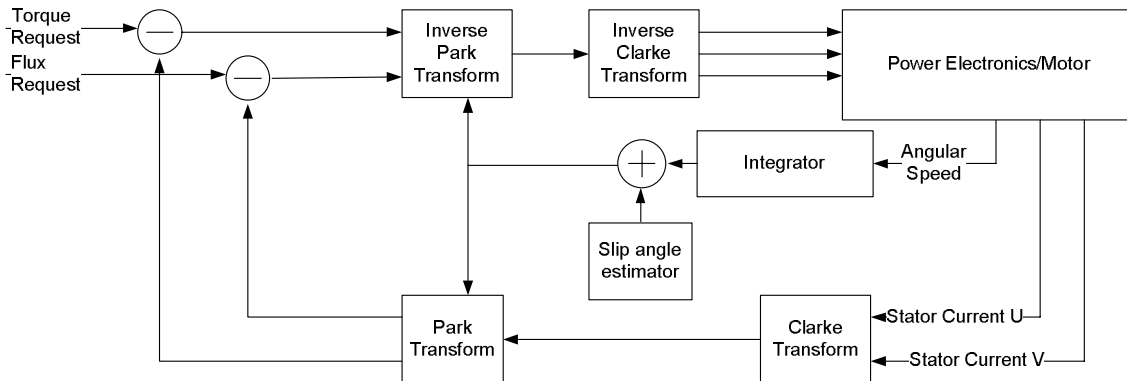 Torque
Request
Flux
Request
−
−
Inverse
Park
Transform
Inverse
Clarke
Transform
Power Electronics/Motor
+
Integrator
Angular
Speed
Slip angle
estimator
Park
Transform
Clarke
Transform
Stator Current U
Stator Current V